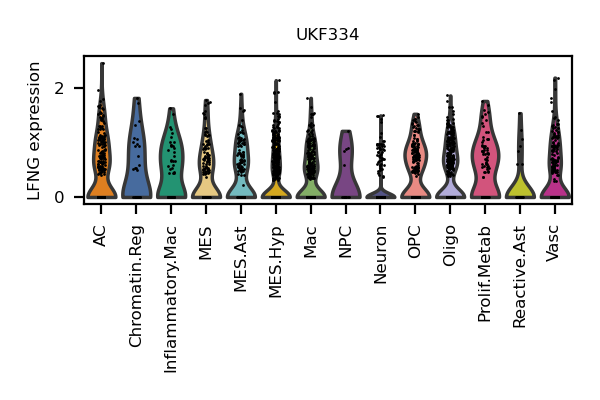 UKF334
LFNG expression
2
0
AC
Chromatin.Reg
Inflammatory.Mac
MES
MES.Ast
MES.Hyp
Mac
NPC
Neuron
OPC
Oligo
Prolif.Metab
Reactive.Ast
Vasc